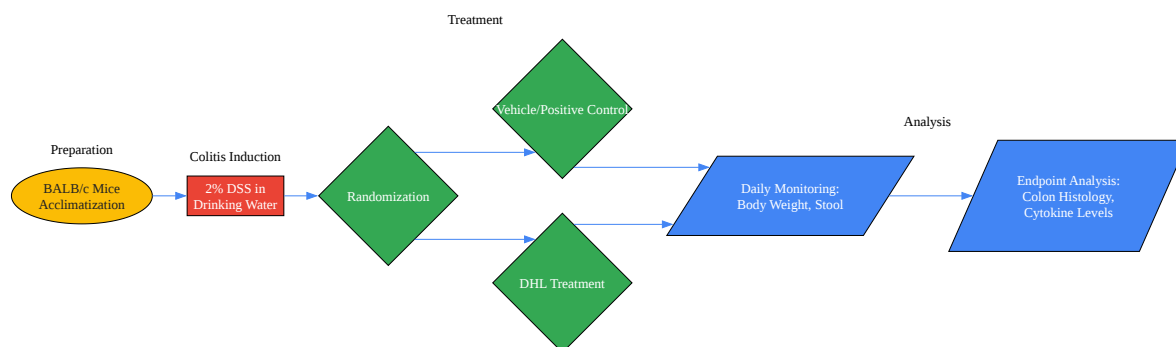 Treatment
Vehicle/Positive Control
Analysis
Preparation
Colitis Induction
BALB/c Mice
Acclimatization
2% DSS in
Drinking Water
Randomization
Daily Monitoring:
Body Weight, Stool
Endpoint Analysis:
Colon Histology,
Cytokine Levels
DHL Treatment